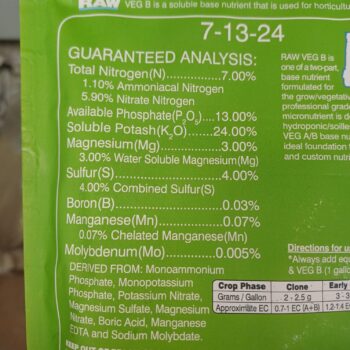 RAW VEG B is a soluble base nutrient that is used for horticultur
7-13-24
GUARANTEED ANALYSIS:
Total Nitrogen(N)..............7.00%
1.10% Ammoniacal Nitrogen
5.90% Nitrate Nitrogen
Available Phosphate(P₂O₅)....13.00%
Soluble Potash(K₂O).......24.00%
Magnesium(Mg)..............3.00%
3.00% Water Soluble Magnesium(Mg)
Sulfur(S).........................4.00%
4.00% Combined Sulfur(S)
Boron(B).........................0.03%
Manganese(Mn)..............0.07%
0.07% Chelated Manganese(Mn)
Molybdenum(Mo)..........0.005%
DERIVED FROM: Monoammonium
Phosphate, Monopotassium
Phosphate, Potassium Nitrate,
Magnesium Sulfate, Magnesium
Nitrate, Boric Acid, Manganese
EDTA and Sodium Molybdate.
RAW VEG B
is one of a two-part,
base nutrient
formulated for
the grow/vegetativ
professional grade
micronutrient is de
hydroponic/soilles
VEG A/B base nu
ideal foundation f
and custom nutri
Directions for u
*Always add eq
& VEG B (1 gallo
Crop Phase Clone Early
Grams / Gallon 2 - 2.5 g 3 - 3
Approximate EC 0.7-1 EC (A+B) 1.2-1.4 E